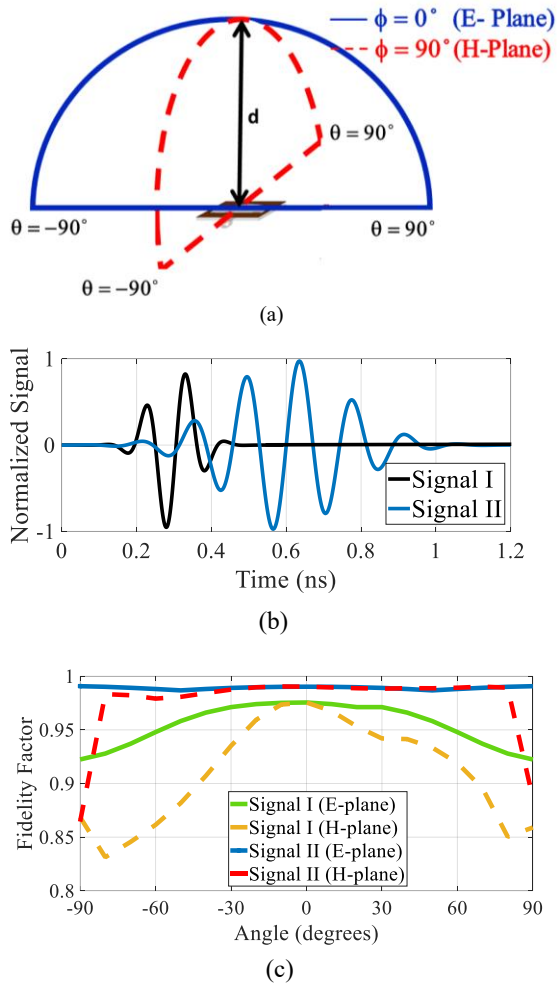 ϕ = 0° (E- Plane)
ϕ = 90° (H-Plane)
d
θ = 90°
θ = −90°
θ = 90°
θ = −90°
(a)
Normalized Signal
1
0
-1
Signal I
Signal II
0 0.2 0.4 0.6 0.8 1 1.2
Time (ns)
(b)
Fidelity Factor
1
0.95
0.9
0.85
0.8
Signal I (E-plane)
Signal I (H-plane)
Signal II (E-plane)
Signal II (H-plane)
-90 -60 -30 0 30 60 90
Angle (degrees)
(c)